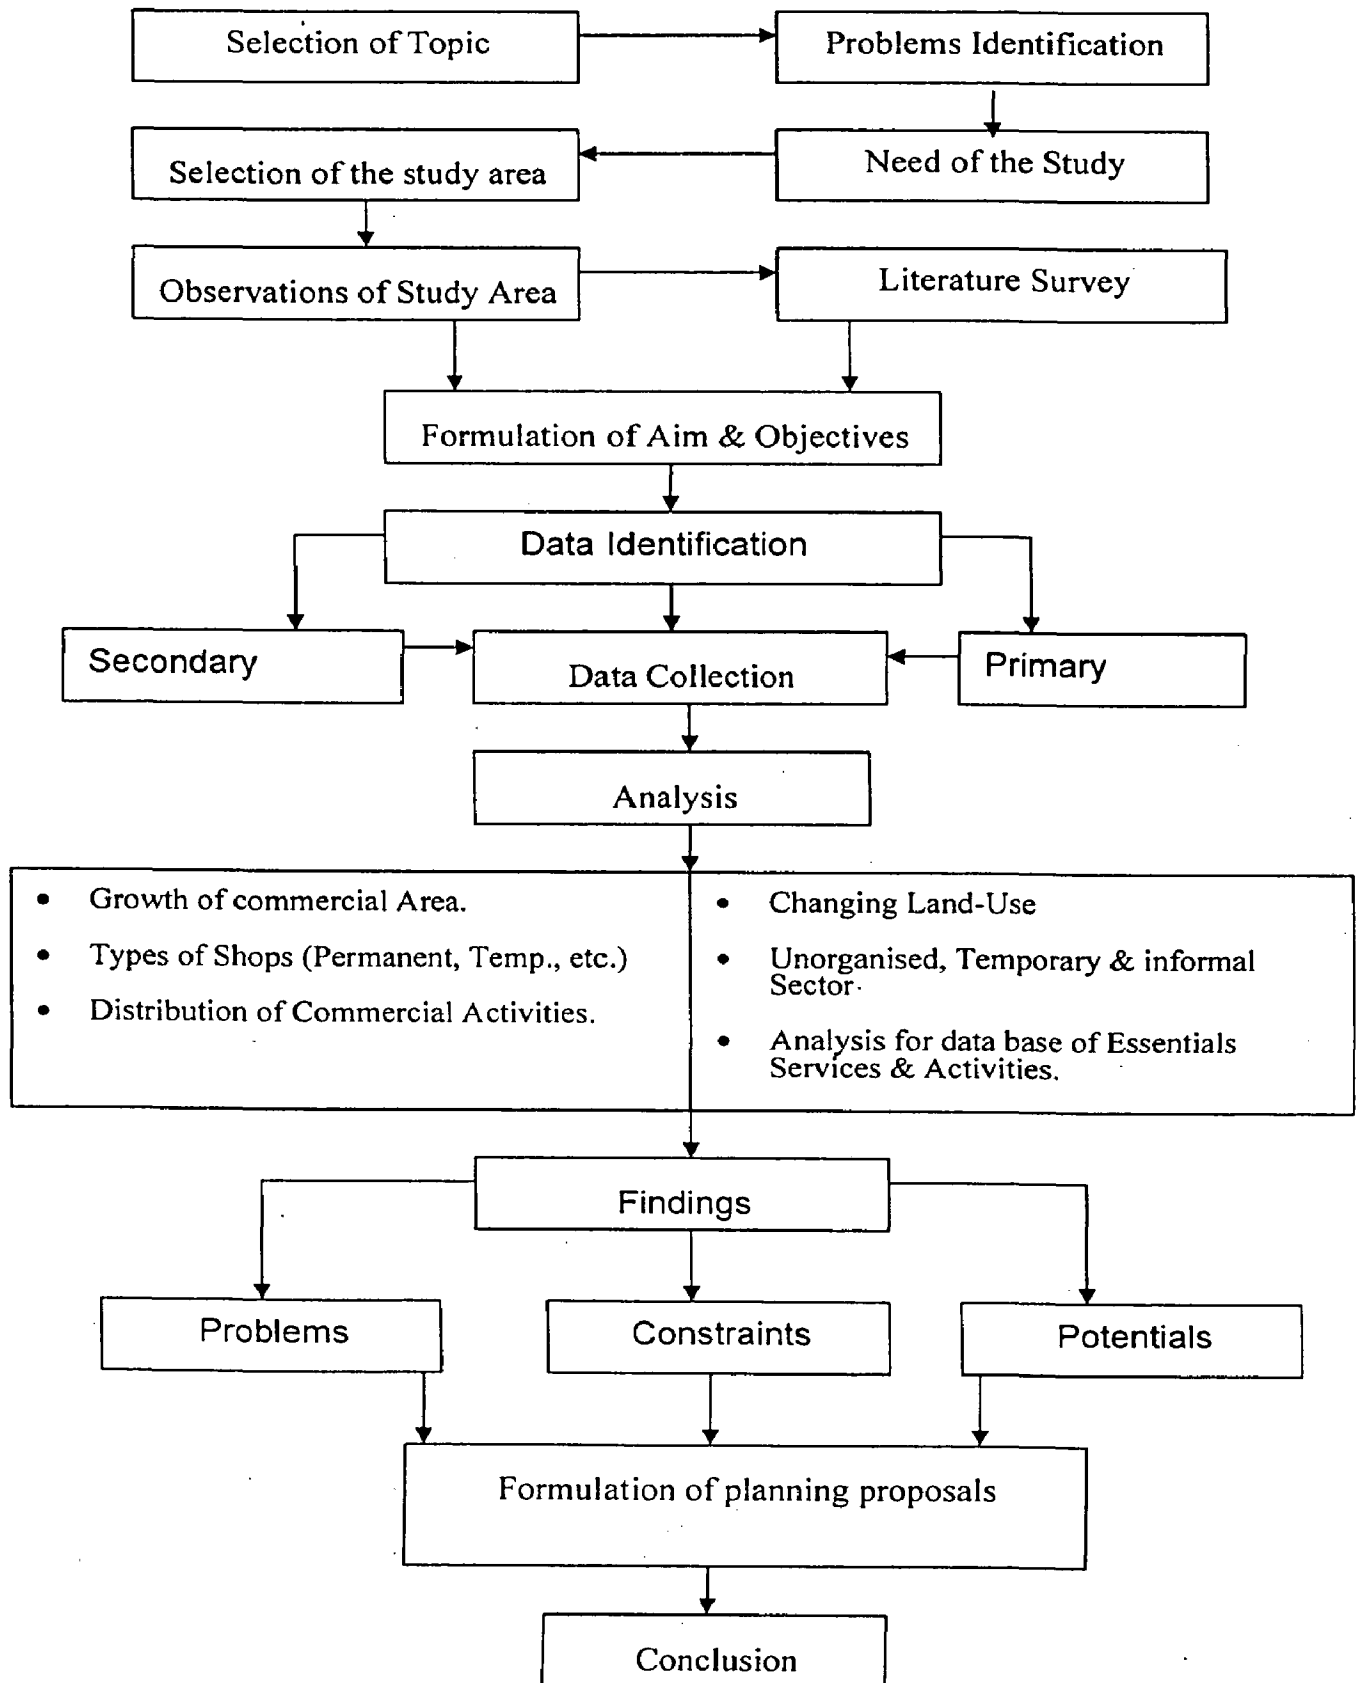 Selection of Topic
Problems Identification
Need of the Study
Selection of the study area
Observations of Study Area
Literature Survey
Formulation of Aim & Objectives
Data Identification
Secondary
Data Collection
Primary
Analysis
• Growth of commercial Area.
• Types of Shops (Permanent, Temp., etc.)
• Distribution of Commercial Activities.
• Changing Land-Use
• Unorganised, Temporary & informal
Sector.
• Analysis for data base of Essentials
Services & Activities.
Findings
Problems
Constraints
Potentials
Formulation of planning proposals
Conclusion